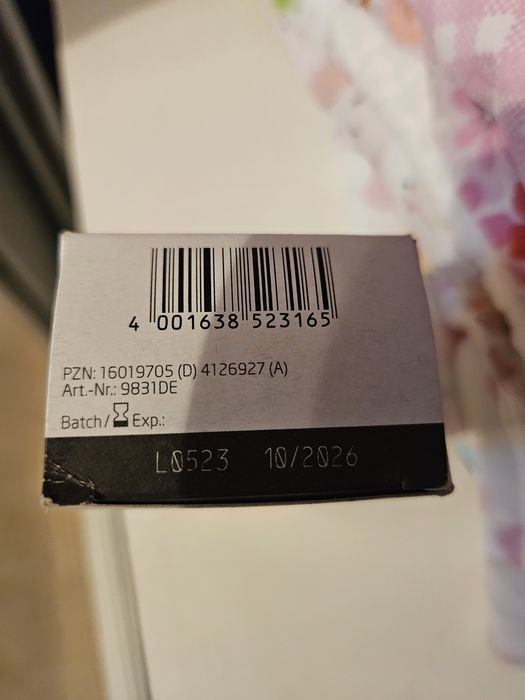 4 001638 523165
PZN: 16019705 (D) 4126927 (A)
Art.-Nr.: 9831DE
Batch/ Exp.:
L0523 10/2026